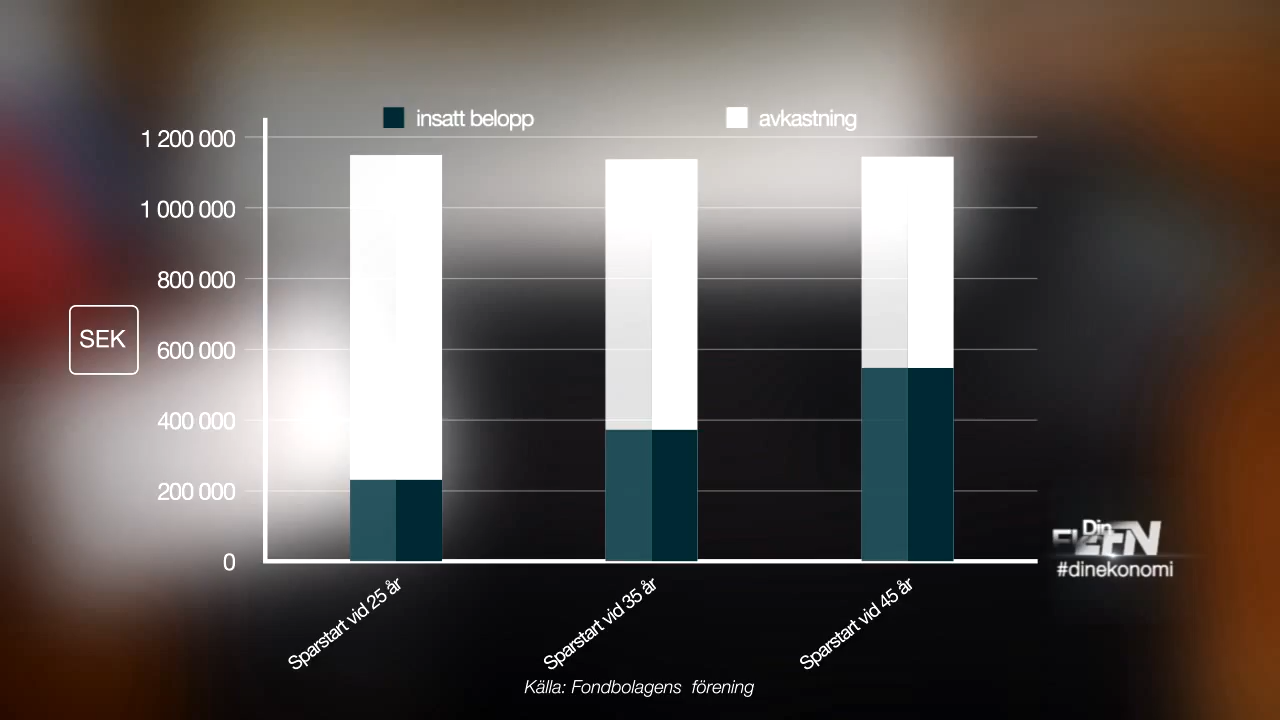 insatt belopp
avkastning
1 200 000
1 000 000
800 000
600 000
400 000
200 000
0
SEK
Sparstart vid 25 år
Sparstart vid 35 år
Sparstart vid 45 år
Källa: Fondbolagens förening
Din
#dinekonomi